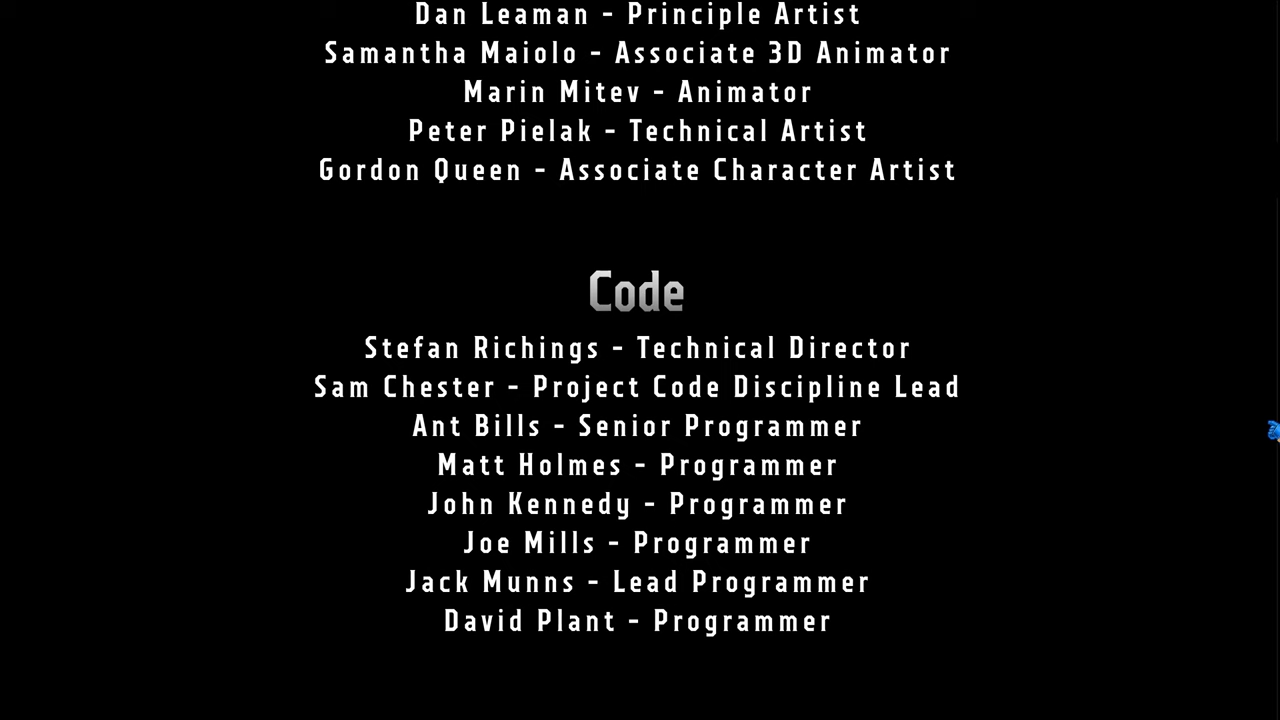 Dan Leaman - Principle Artist
Samantha Maiolo - Associate 3D Animator
Marin Mitev - Animator
Peter Pielak - Technical Artist
Gordon Queen - Associate Character Artist
Code
Stefan Richings - Technical Director
Sam Chester - Project Code Discipline Lead
Ant Bills - Senior Programmer
Matt Holmes - Programmer
John Kennedy - Programmer
Joe Mills - Programmer
Jack Munns - Lead Programmer
David Plant - Programmer